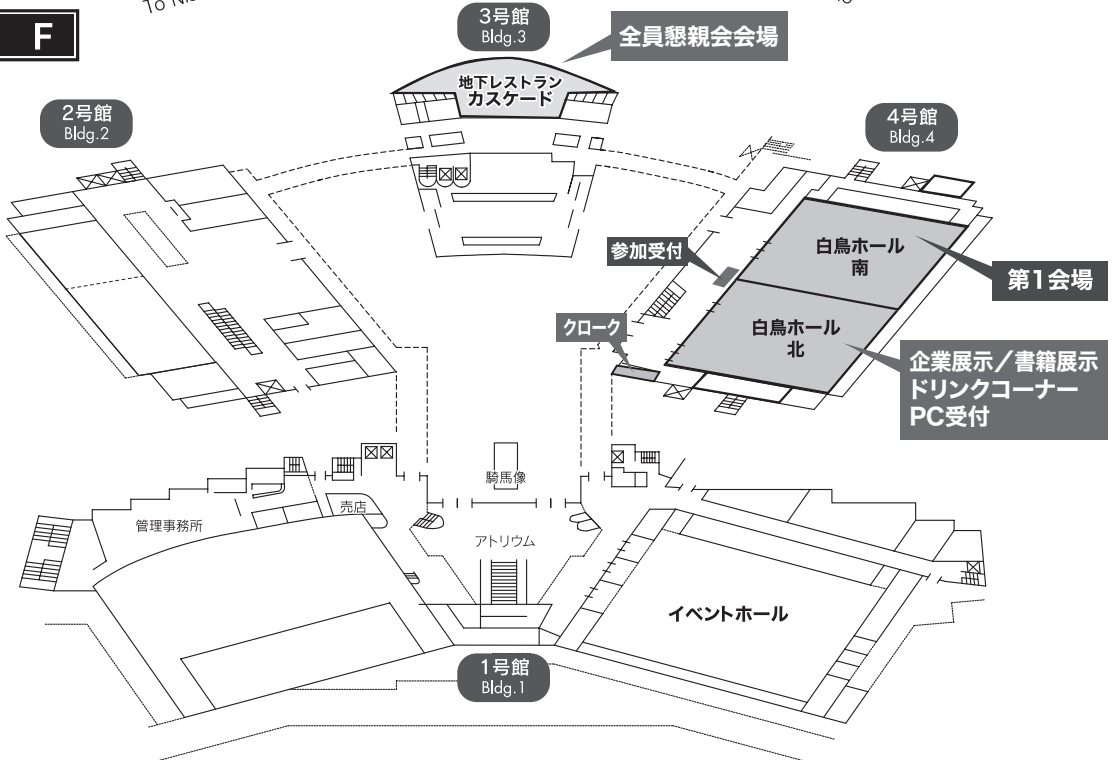 F
3号館
Bldg.3
全員懇親会会場
地下レストラン
カスケード
2号館
Bldg.2
4号館
Bldg.4
参加受付
白鳥ホール
南
第1会場
クローク
白鳥ホール
北
企業展示／書籍展示
ドリンクコーナー
PC受付
騎馬像
売店
管理事務所
アトリウム
イベントホール
1号館
Bldg.1